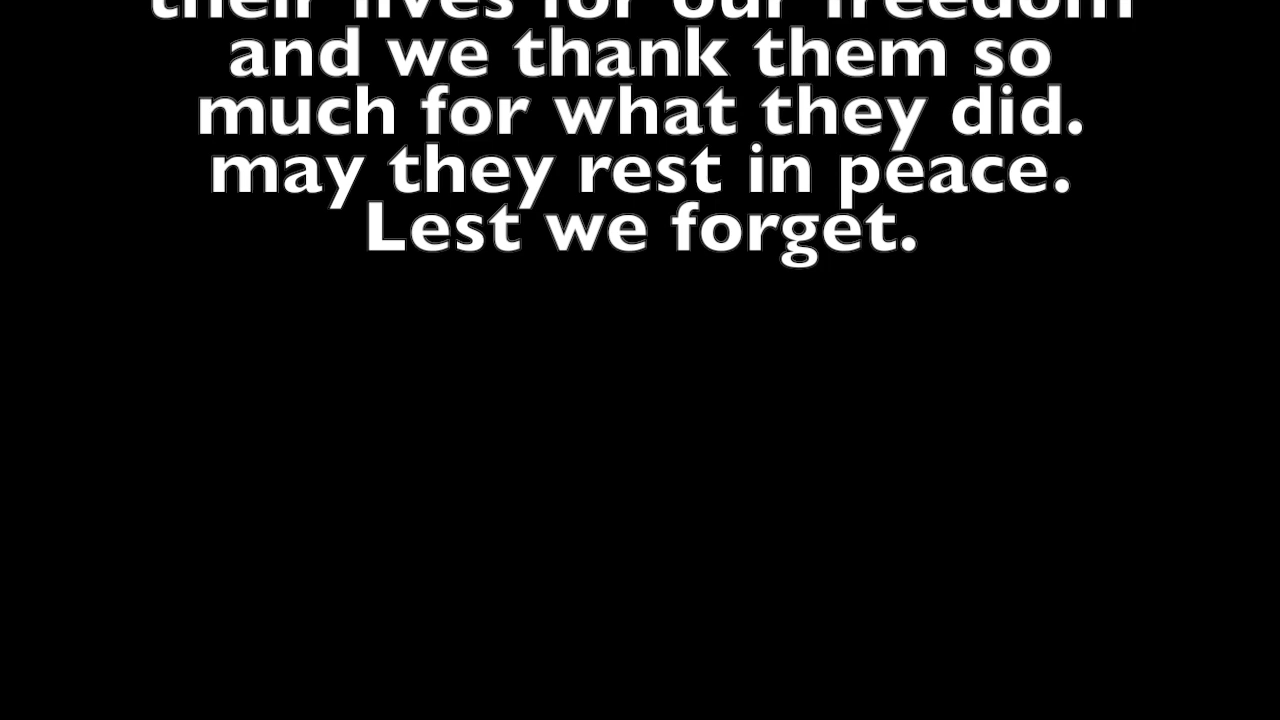 their lives for our freedom
and we thank them so
much for what they did.
may they rest in peace.
Lest we forget.